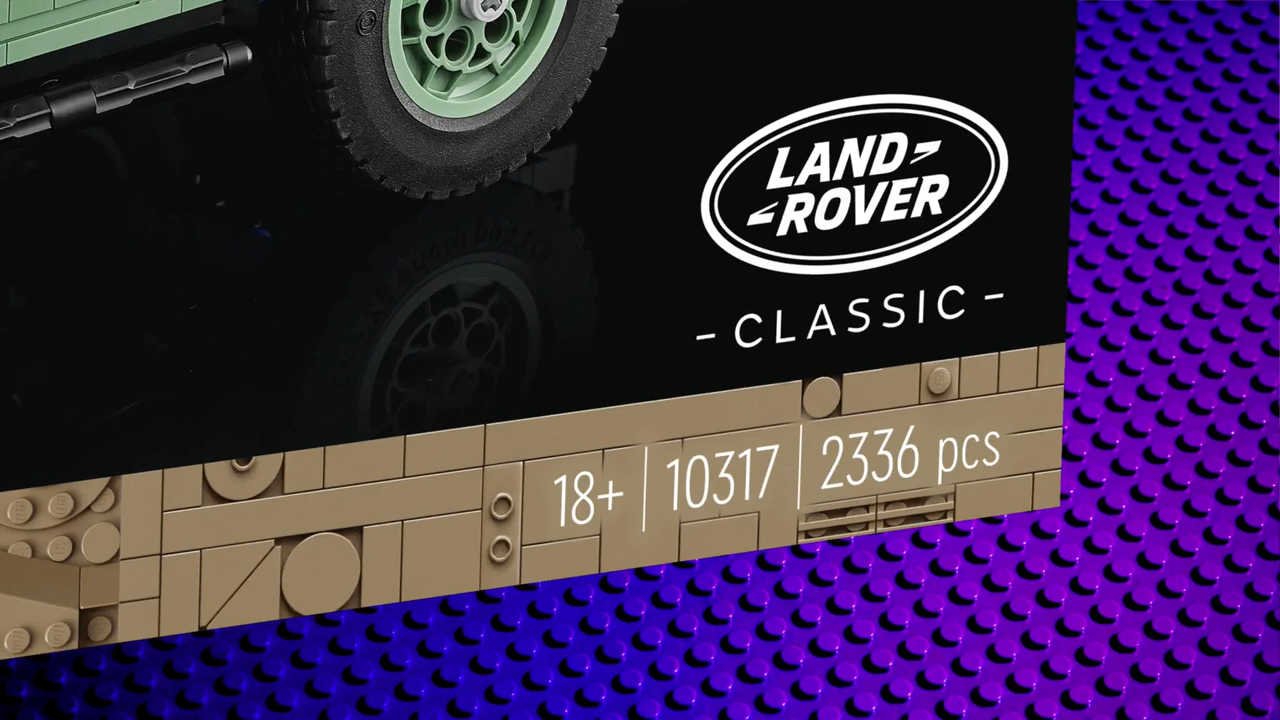 LAND-
-ROVER
- CLASSIC -
18+ | 10317 | 2336 pcs